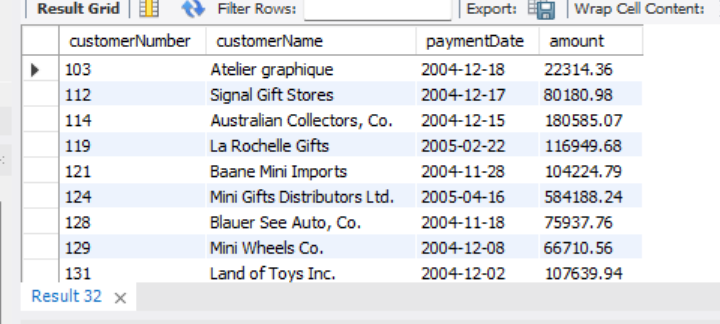 Result Grid Filter Rows: Export: Wrap Cell Content:
customerNumber customerName paymentDate amount
103 Atelier graphique 2004-12-18 22314.36
112 Signal Gift Stores 2004-12-17 80180.98
114 Australian Collectors, Co. 2004-12-15 180585.07
119 La Rochelle Gifts 2005-02-22 116949.68
121 Baane Mini Imports 2004-11-28 104224.79
124 Mini Gifts Distributors Ltd. 2005-04-16 584188.24
128 Blauer See Auto, Co. 2004-11-18 75937.76
129 Mini Wheels Co. 2004-12-08 66710.56
131 Land of Toys Inc. 2004-12-02 107639.94
Result 32 ×